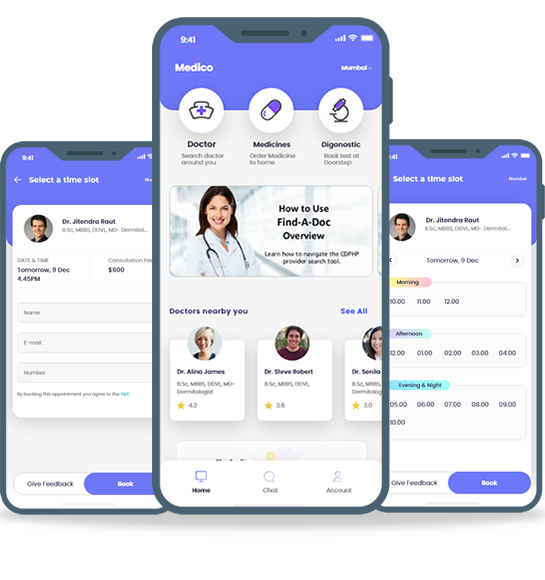 9:41
Select a time slot
Mu
Dr. Jitendra Raut
B.Sc, MBBS, DDVL, MD- Dermitol...
DATE & TIME
Tomorrow, 9 Dec
4.45PM
Consultation Fee
$600
Name
E-mail
Number
By booking this appointment you agree to the T&C
Give Feedback
Book
9:41
Medico
Mumbai
Doctor
Search doctor
around you
Medicines
Order Medicine
to home
Digonostic
Book test at
Doorstep
How to Use
Find-A-Doc
Overview
Learn how to navigate the CDPHP
provider search tool.
Doctors nearby you
See All
Dr. Alina James
B.Sc, MBBS, DDVL, MD-
Dermitologist
4.2
Dr. Steve Robert
B.Sc, MBBS, DDVL,
Dermitologist
3.6
Dr. Senila
B.Sc, MBB
Dermitolo
3.0
Home
Chat
Account
:41
Select a time slot
Mumbai
Dr. Jitendra Raut
B.Sc, MBBS, DDVL, MD- Dermitol...
Tomorrow, 9 Dec
Morning
10.00 11.00 12.00
Afternoon
12.00 01.00 02.00 03.00 04.00
Evening & Night
05.00 06.00 07.00 08.00 09.00
10.00
Give Feedback
Book